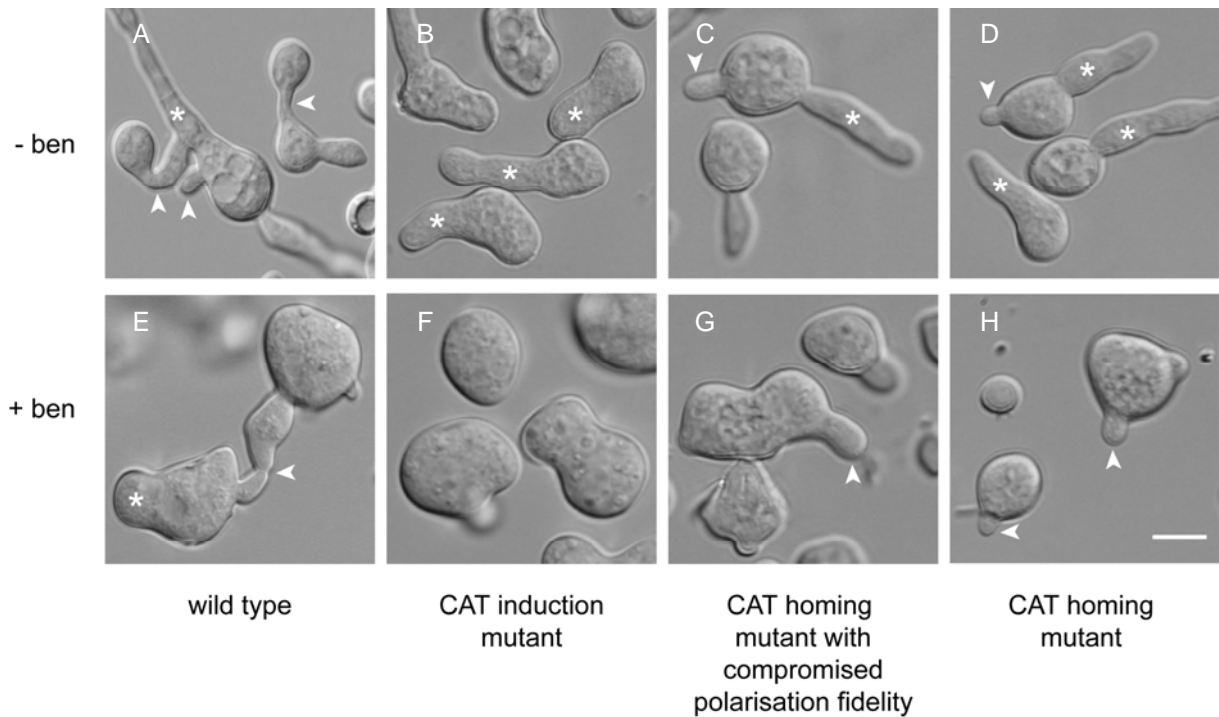 A
B
C
D
- ben
*
*
*
*
*
*
*
*
E
F
G
H
+ ben
*
wild type
CAT induction
mutant
CAT homing
mutant with
compromised
polarisation fidelity
CAT homing
mutant